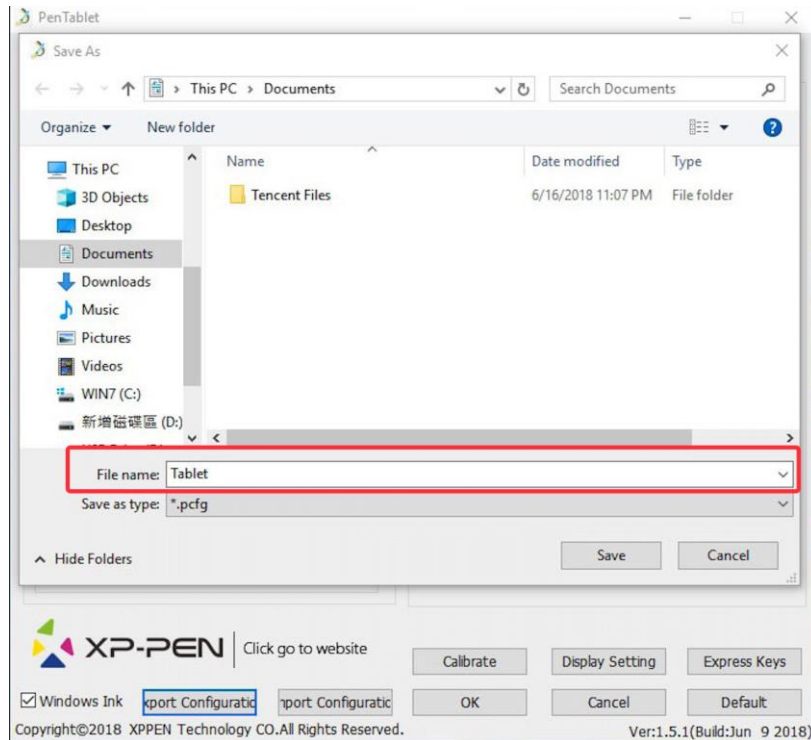 PenTablet
Save As
This PC > Documents
Search Documents
Organize
New folder
Name
Date modified
Type
This PC
3D Objects
Desktop
Documents
Downloads
Music
Pictures
Videos
WIN7 (C:)
新增磁碟區 (D:)
Tencent Files
6/16/2018 11:07 PM
File folder
File name: Tablet
Save as type: *.pcfg
Hide Folders
Save
Cancel
XP-PEN
Click go to website
Calibrate
Display Setting
Express Keys
Windows Ink
xport Configuratic
nport Configuratic
OK
Cancel
Default
Copyright©2018 XPPEN Technology CO.All Rights Reserved.
Ver:1.5.1(Build:Jun 9 2018)